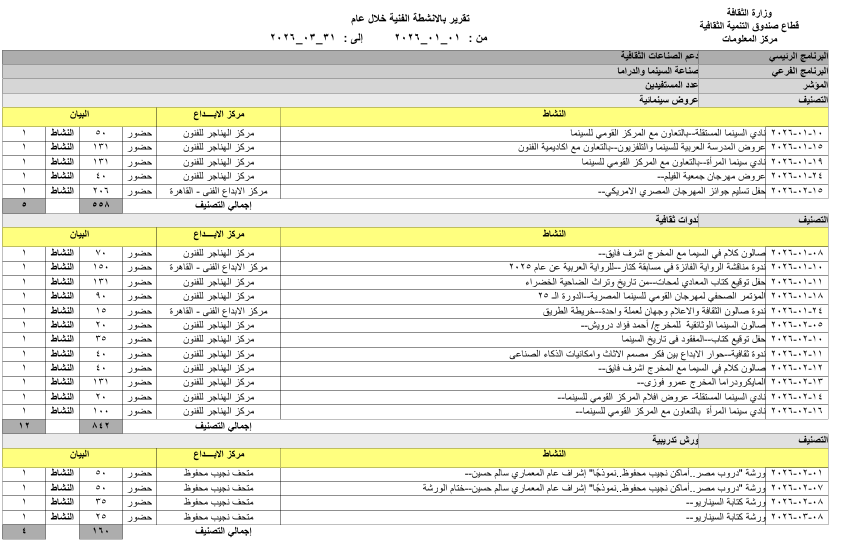 وزارة الثقافة
قطاع صندوق التنمية الثقافية
مركز المعلومات
تقرير بالانشطة الفنية خلال عام
من : ٠١_٠١_٢٠٢٦ إلى : ٣١_٠٣_٢٠٢٦
البرنامج الرئيسي دعم الصناعات الثقافية
البرنامج الفرعي صناعة السينما والدراما
المؤشر عدد المستفيدين
التصنيف عروض سينمائية
النشاط مركز الابـــداع البيان
٢٠٢٦-٠١-١٠ نادي السينما المستقلة--بالتعاون مع المركز القومي للسينما مركز الهناجر للفنون حضور ٥٠ النشاط ١
٢٠٢٦-٠١-١٥ عروض المدرسة العربية للسينما والتلفزيون--بالتعاون مع اكاديمية الفنون مركز الهناجر للفنون حضور ١٣١ النشاط ١
٢٠٢٦-٠١-١٩ نادي سينما المرأة--بالتعاون مع المركز القومي للسينما مركز الهناجر للفنون حضور ١٣١ النشاط ١
٢٠٢٦-٠١-٢٤ عروض مهرجان جمعية الفيلم-- مركز الهناجر للفنون حضور ٤٠ النشاط ١
٢٠٢٦-٠٢-١٥ حفل تسليم جوائز المهرجان المصري الامريكي-- مركز الابداع الفنى - القاهرة حضور ٢٠٦ النشاط ١
إجمالي التصنيف ٥٥٨ ٥
التصنيف ندوات ثقافية
النشاط مركز الابـــداع البيان
٢٠٢٦-٠١-٠٨ صالون كلام في السيما مع المخرج اشرف فايق-- مركز الهناجر للفنون حضور ٧٠ النشاط ١
٢٠٢٦-٠١-١٠ ندوة مناقشة الرواية الفائزة في مسابقة كتار--للرواية العربية عن عام ٢٠٢٥ مركز الابداع الفنى - القاهرة حضور ١٥٠ النشاط ١
٢٠٢٦-٠١-١١ حفل توقيع كتاب المعادي لمحات--من تاريخ وتراث الضاحية الخضراء مركز الهناجر للفنون حضور ١٣١ النشاط ١
٢٠٢٦-٠١-١٨ المؤتمر الصحفي لمهرجان القومي للسينما المصرية--الدورة الـ ٢٥ مركز الهناجر للفنون حضور ٩٠ النشاط ١
٢٠٢٦-٠١-٢٤ ندوة صالون الثقافة والاعلام وجهان لعملة واحدة--خريطة الطريق مركز الابداع الفنى - القاهرة حضور ١٥ النشاط ١
٢٠٢٦-٠٢-٠٥ صالون السينما الوثائقية للمخرج/ أحمد فؤاد درويش-- مركز الهناجر للفنون حضور ٢٠ النشاط ١
٢٠٢٦-٠٢-١٠ حفل توقيع كتاب--المفقود فى تاريخ السينما مركز الهناجر للفنون حضور ٣٥ النشاط ١
٢٠٢٦-٠٢-١١ ندوة ثقافية--حوار الابداع بين فكر مصمم الاثاث وامكانيات الذكاء الصناعى مركز الهناجر للفنون حضور ٤٠ النشاط ١
٢٠٢٦-٠٢-١٢ صالون كلام في السيما مع المخرج اشرف فايق-- مركز الهناجر للفنون حضور ٤٠ النشاط ١
٢٠٢٦-٠٢-١٣ المايكرودراما المخرج عمرو فوزى-- مركز الهناجر للفنون حضور ١٣١ النشاط ١
٢٠٢٦-٠٢-١٤ نادي السينما المستقلة- عروض افلام المركز القومي للسينما-- مركز الهناجر للفنون حضور ٢٠ النشاط ١
٢٠٢٦-٠٢-١٦ نادي سينما المرأة بالتعاون مع المركز القومي للسينما-- مركز الهناجر للفنون حضور ١٠٠ النشاط ١
إجمالي التصنيف ٨٤٢ ١٢
التصنيف ورش تدريبية
النشاط مركز الابـــداع البيان
٢٠٢٦-٠٢-٠١ ورشة "دروب مصر..أماكن نجيب محفوظ..نموذجًا" إشراف عام المعماري سالم حسين-- متحف نجيب محفوظ حضور ٥٠ النشاط ١
٢٠٢٦-٠٢-٠٧ ورشة "دروب مصر..أماكن نجيب محفوظ..نموذجًا" إشراف عام المعماري سالم حسين--ختام الورشة متحف نجيب محفوظ حضور ٥٠ النشاط ١
٢٠٢٦-٠٢-٠٨ ورشة كتابة السيناريو-- متحف نجيب محفوظ حضور ٣٥ النشاط ١
٢٠٢٦-٠٣-٠٨ ورشة كتابة السيناريو-- متحف نجيب محفوظ حضور ٢٥ النشاط ١
إجمالي التصنيف ١٦٠ ٤